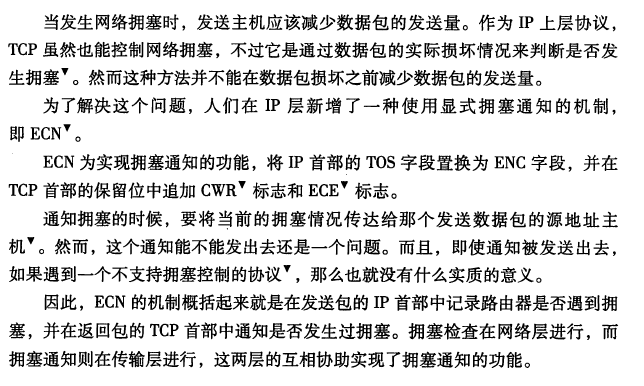 当发生网络拥塞时，发送主机应该减少数据包的发送量。作为 IP 上层协议，
TCP 虽然也能控制网络拥塞，不过它是通过数据包的实际损坏情况来判断是否发
生拥塞▼。然而这种方法并不能在数据包损坏之前减少数据包的发送量。
为了解决这个问题，人们在 IP 层新增了一种使用显式拥塞通知的机制，
即 ECN▼。
ECN 为实现拥塞通知的功能，将 IP 首部的 TOS 字段置换为 ENC 字段，并在
TCP 首部的保留位中追加 CWR▼ 标志和 ECE▼ 标志。
通知拥塞的时候，要将当前的拥塞情况传达给那个发送数据包的源地址主
机▼。然而，这个通知能不能发出去还是一个问题。而且，即使通知被发送出去，
如果遇到一个不支持拥塞控制的协议▼，那么也就没有什么实质的意义。
因此，ECN 的机制概括起来就是在发送包的 IP 首部中记录路由器是否遇到拥
塞，并在返回包的 TCP 首部中通知是否发生过拥塞。拥塞检查在网络层进行，而
拥塞通知则在传输层进行，这两层的互相协助实现了拥塞通知的功能。